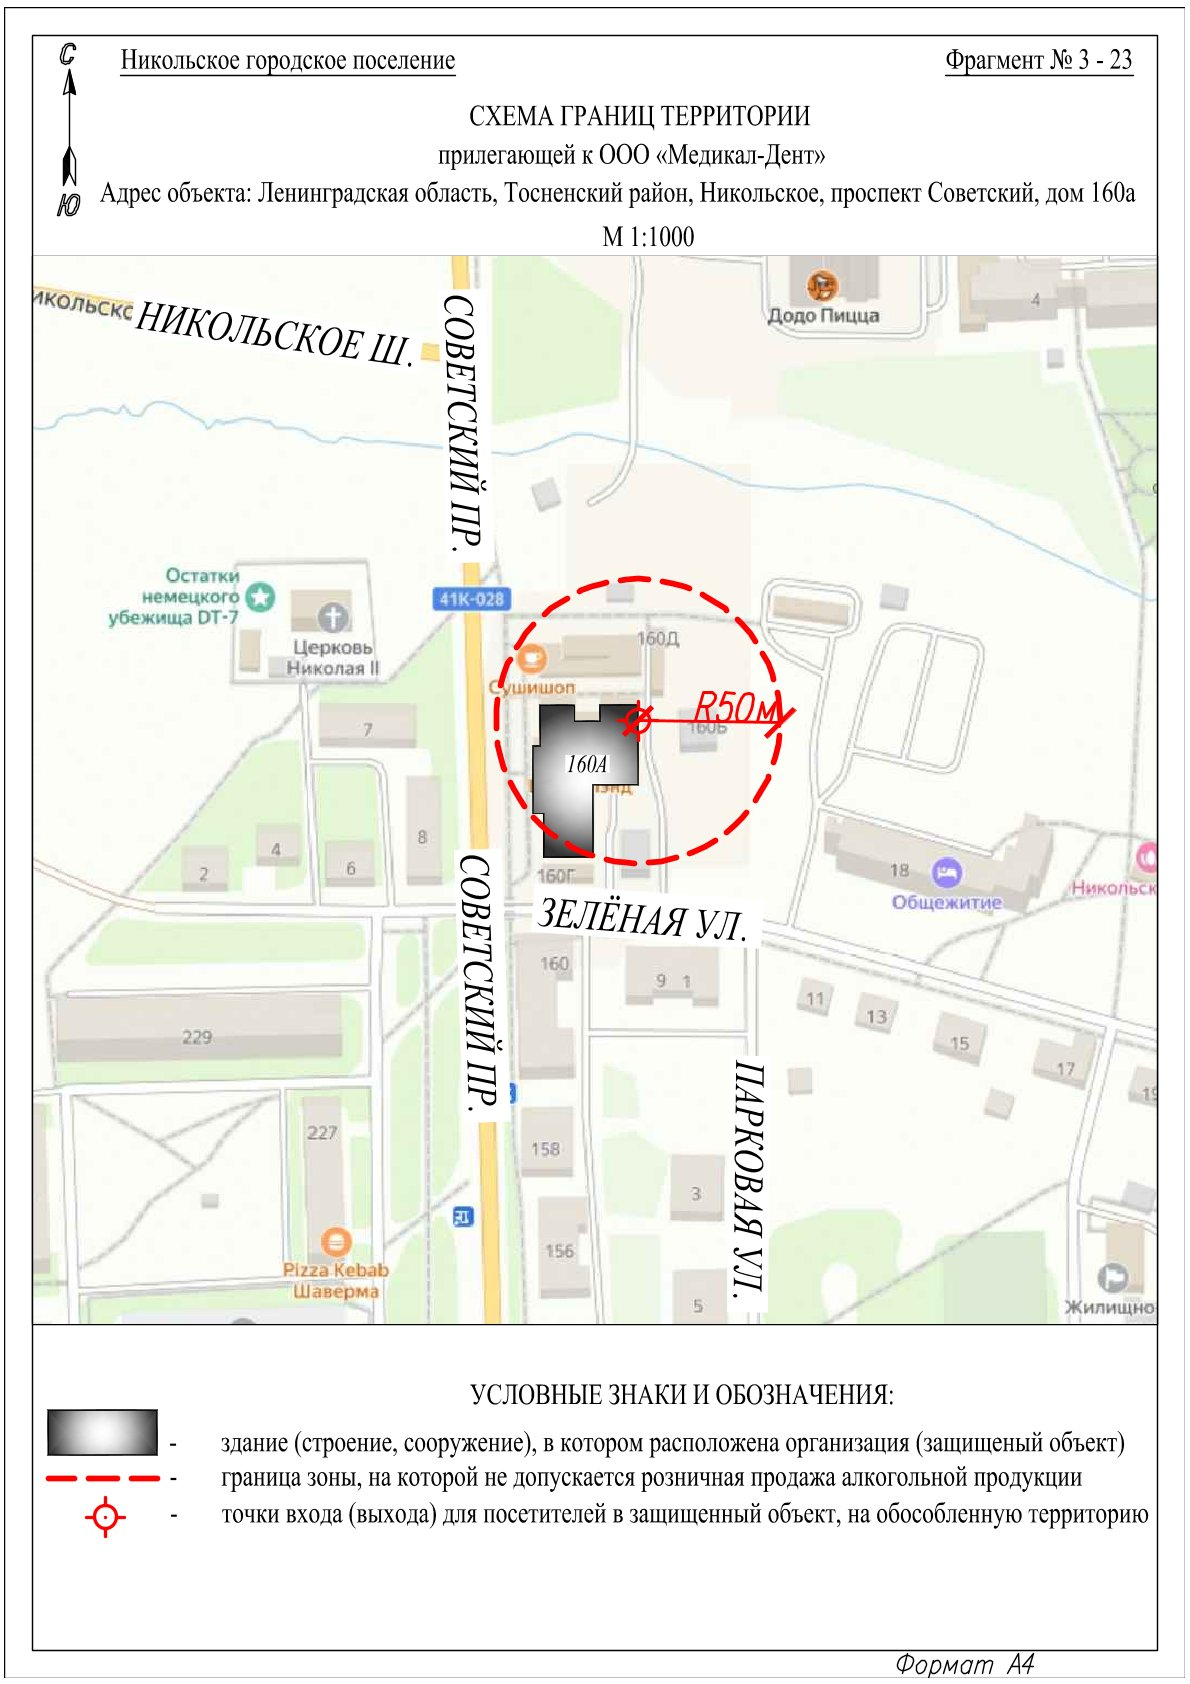 С
Ю
Никольское городское поселение
Фрагмент № 3 - 23
СХЕМА ГРАНИЦ ТЕРРИТОРИИ
прилегающей к ООО «Медикал-Дент»
Адрес объекта: Ленинградская область, Тосненский район, Никольское, проспект Советский, дом 160а
М 1:1000
НИКОЛЬСКОЕ Ш.
СОВЕТСКИЙ ПР.
Додо Пицца
4
Остатки
немецкого
убежища DT-7
41К-028
Церковь
Николая II
160Д
Сушишоп
R50м
160Б
7
160А
8
4
2
6
18
Общежитие
Никольск
160Г
ЗЕЛЁНАЯ УЛ.
СОВЕТСКИЙ ПР.
160
9 1
11
13
15
17
19
229
ПАРКОВАЯ УЛ.
227
158
3
156
Pizza Kebab
Шаверма
5
Жилищно
УСЛОВНЫЕ ЗНАКИ И ОБОЗНАЧЕНИЯ:
- здание (строение, сооружение), в котором расположена организация (защищеный объект)
- граница зоны, на которой не допускается розничная продажа алкогольной продукции
- точки входа (выхода) для посетителей в защищенный объект, на обособленную территорию
Формат А4